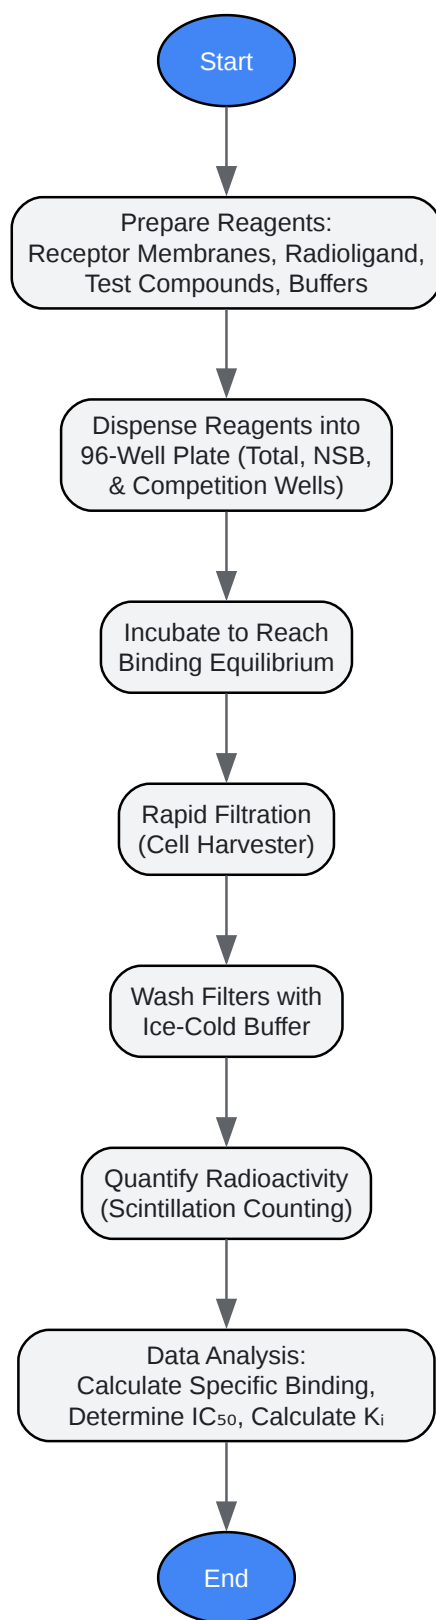 Start
Prepare Reagents:
Receptor Membranes, Radioligand,
Test Compounds, Buffers
Dispense Reagents into
96-Well Plate (Total, NSB,
& Competition Wells)
Incubate to Reach
Binding Equilibrium
Rapid Filtration
(Cell Harvester)
Wash Filters with
Ice-Cold Buffer
Quantify Radioactivity
(Scintillation Counting)
Data Analysis:
Calculate Specific Binding,
Determine IC₅₀, Calculate Kᵢ
End